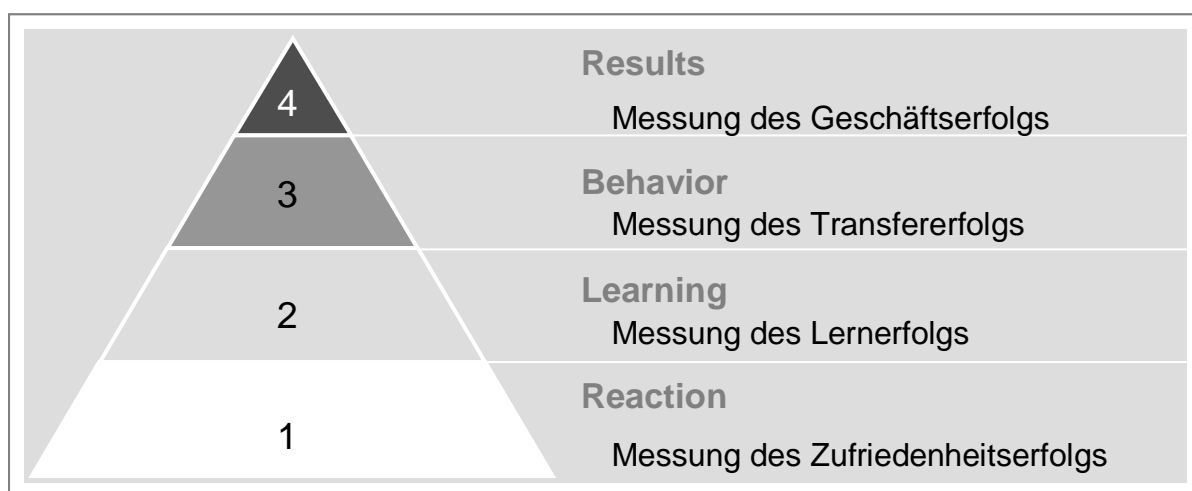 Results
4
Messung des Geschäftserfolgs
Behavior
3
Messung des Transfererfolgs
Learning
2
Messung des Lernerfolgs
Reaction
1
Messung des Zufriedenheitserfolgs